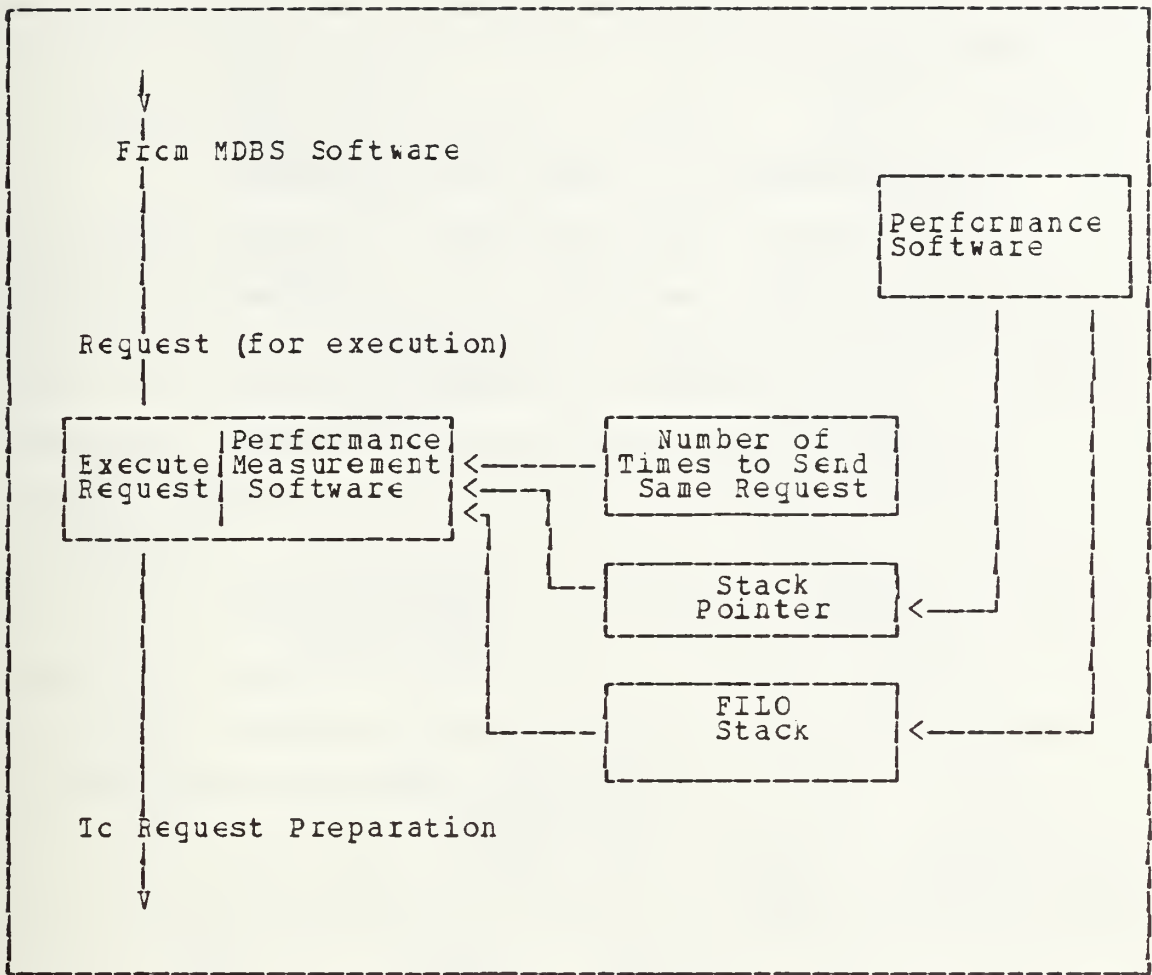 From MDBS Software
Performance
Software
Request (for execution)
Execute
Request
Performance
Measurement
Software
Number of
Times to Send
Same Request
Stack
Pointer
FILO
Stack
To Request Preparation